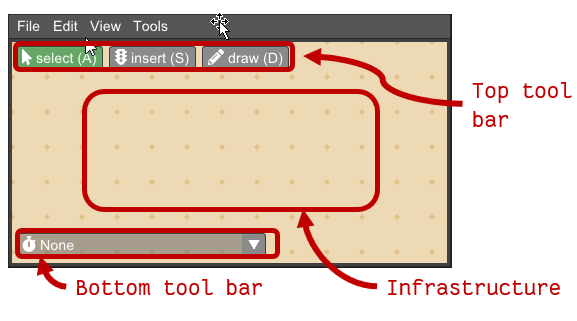 File Edit View Tools
select (A) insert (S) draw (D)
Top tool
bar
None
Bottom tool bar
Infrastructure